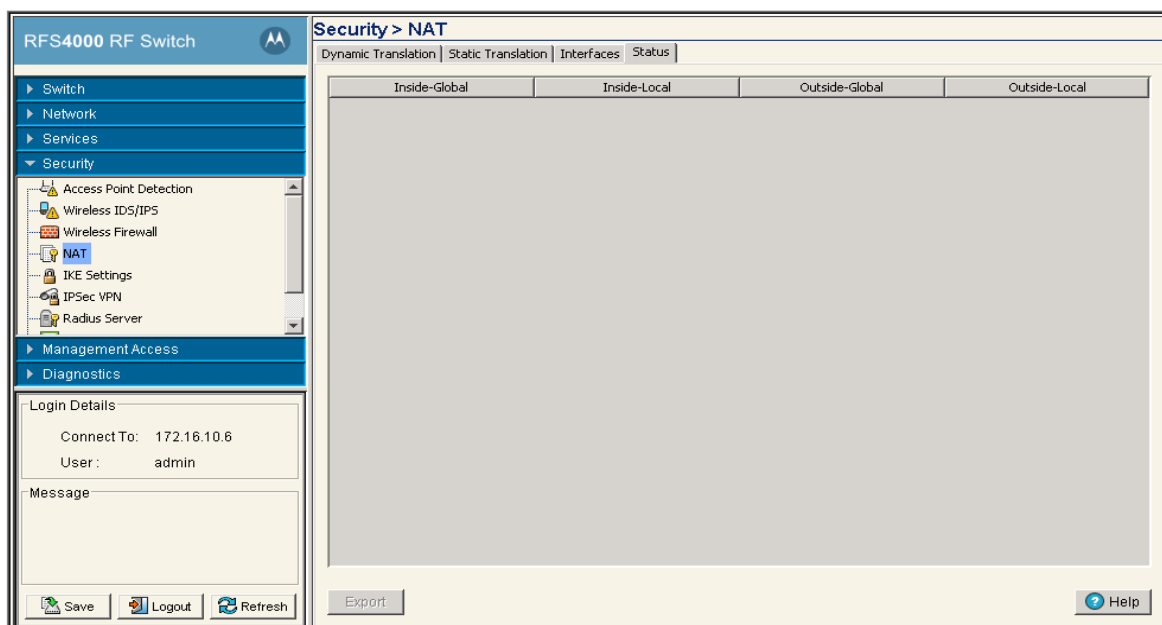 RFS4000 RF Switch
Switch
Network
Services
Security
Access Point Detection
Wireless IDS/IPS
Wireless Firewall
NAT
IKE Settings
IPSec VPN
Radius Server
Management Access
Diagnostics
Login Details
Connect To: 172.16.10.6
User : admin
Message
Save Logout Refresh
Security > NAT
Dynamic Translation Static Translation Interfaces Status
Inside-Global Inside-Local Outside-Global Outside-Local
Export Help